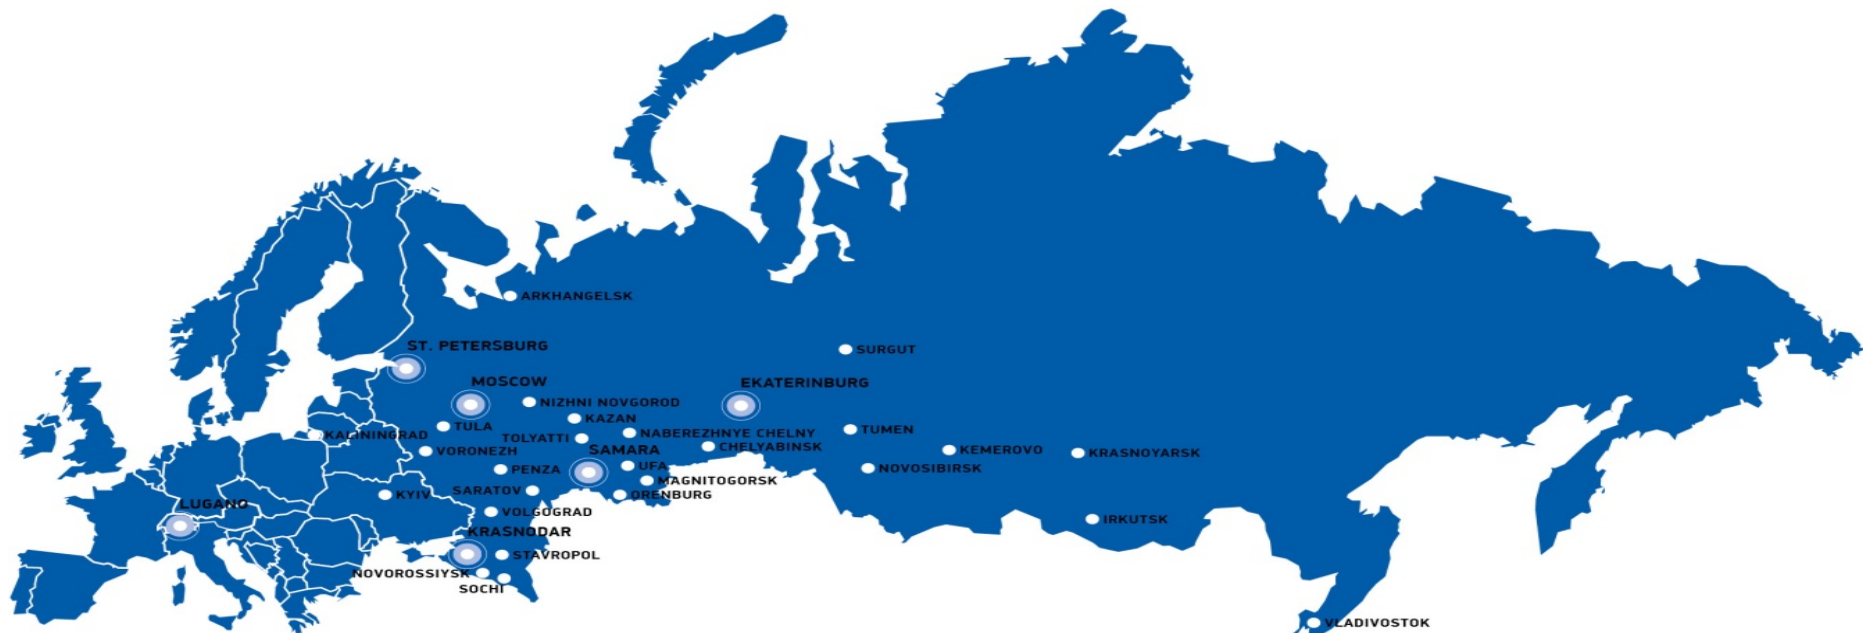 ARKHANGELSK
ST. PETERSBURG
SURGUT
MOSCOW
EKATERINBURG
NIZHNI NOVGOROD
KAZAN
TULA
KALININGRAD
TOLYATTI
NABEREZHNYE CHELNY
TUMEN
CHELYABINSK
VORONEZH
SAMARA
KEMEROVO
KRASNOYARSK
PENZA
UFA
NOVOSIBIRSK
MAGNITOGORSK
SARATOV
KYIV
ORENBURG
LUGANO
VOLGOGRAD
IRKUTSK
KRASNODAR
STAVROPOL
NOVOROSSIYSK
SOCHI
VLADIVOSTOK